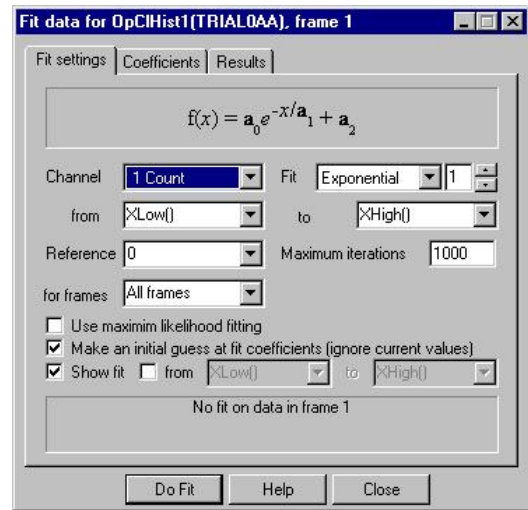 Fit data for OpClHist1(TRIAL0AA), frame 1
Fit settings Coefficients Results
f(x) = a0e^-x/a1 + a2
Channel 1 Count Fit Exponential 1
from XLow() to XHigh()
Reference 0 Maximum iterations 1000
for frames All frames
Use maximim likelihood fitting
Make an initial guess at fit coefficients (ignore current values)
Show fit from XLow() to XHigh()
No fit on data in frame 1
Do Fit Help Close